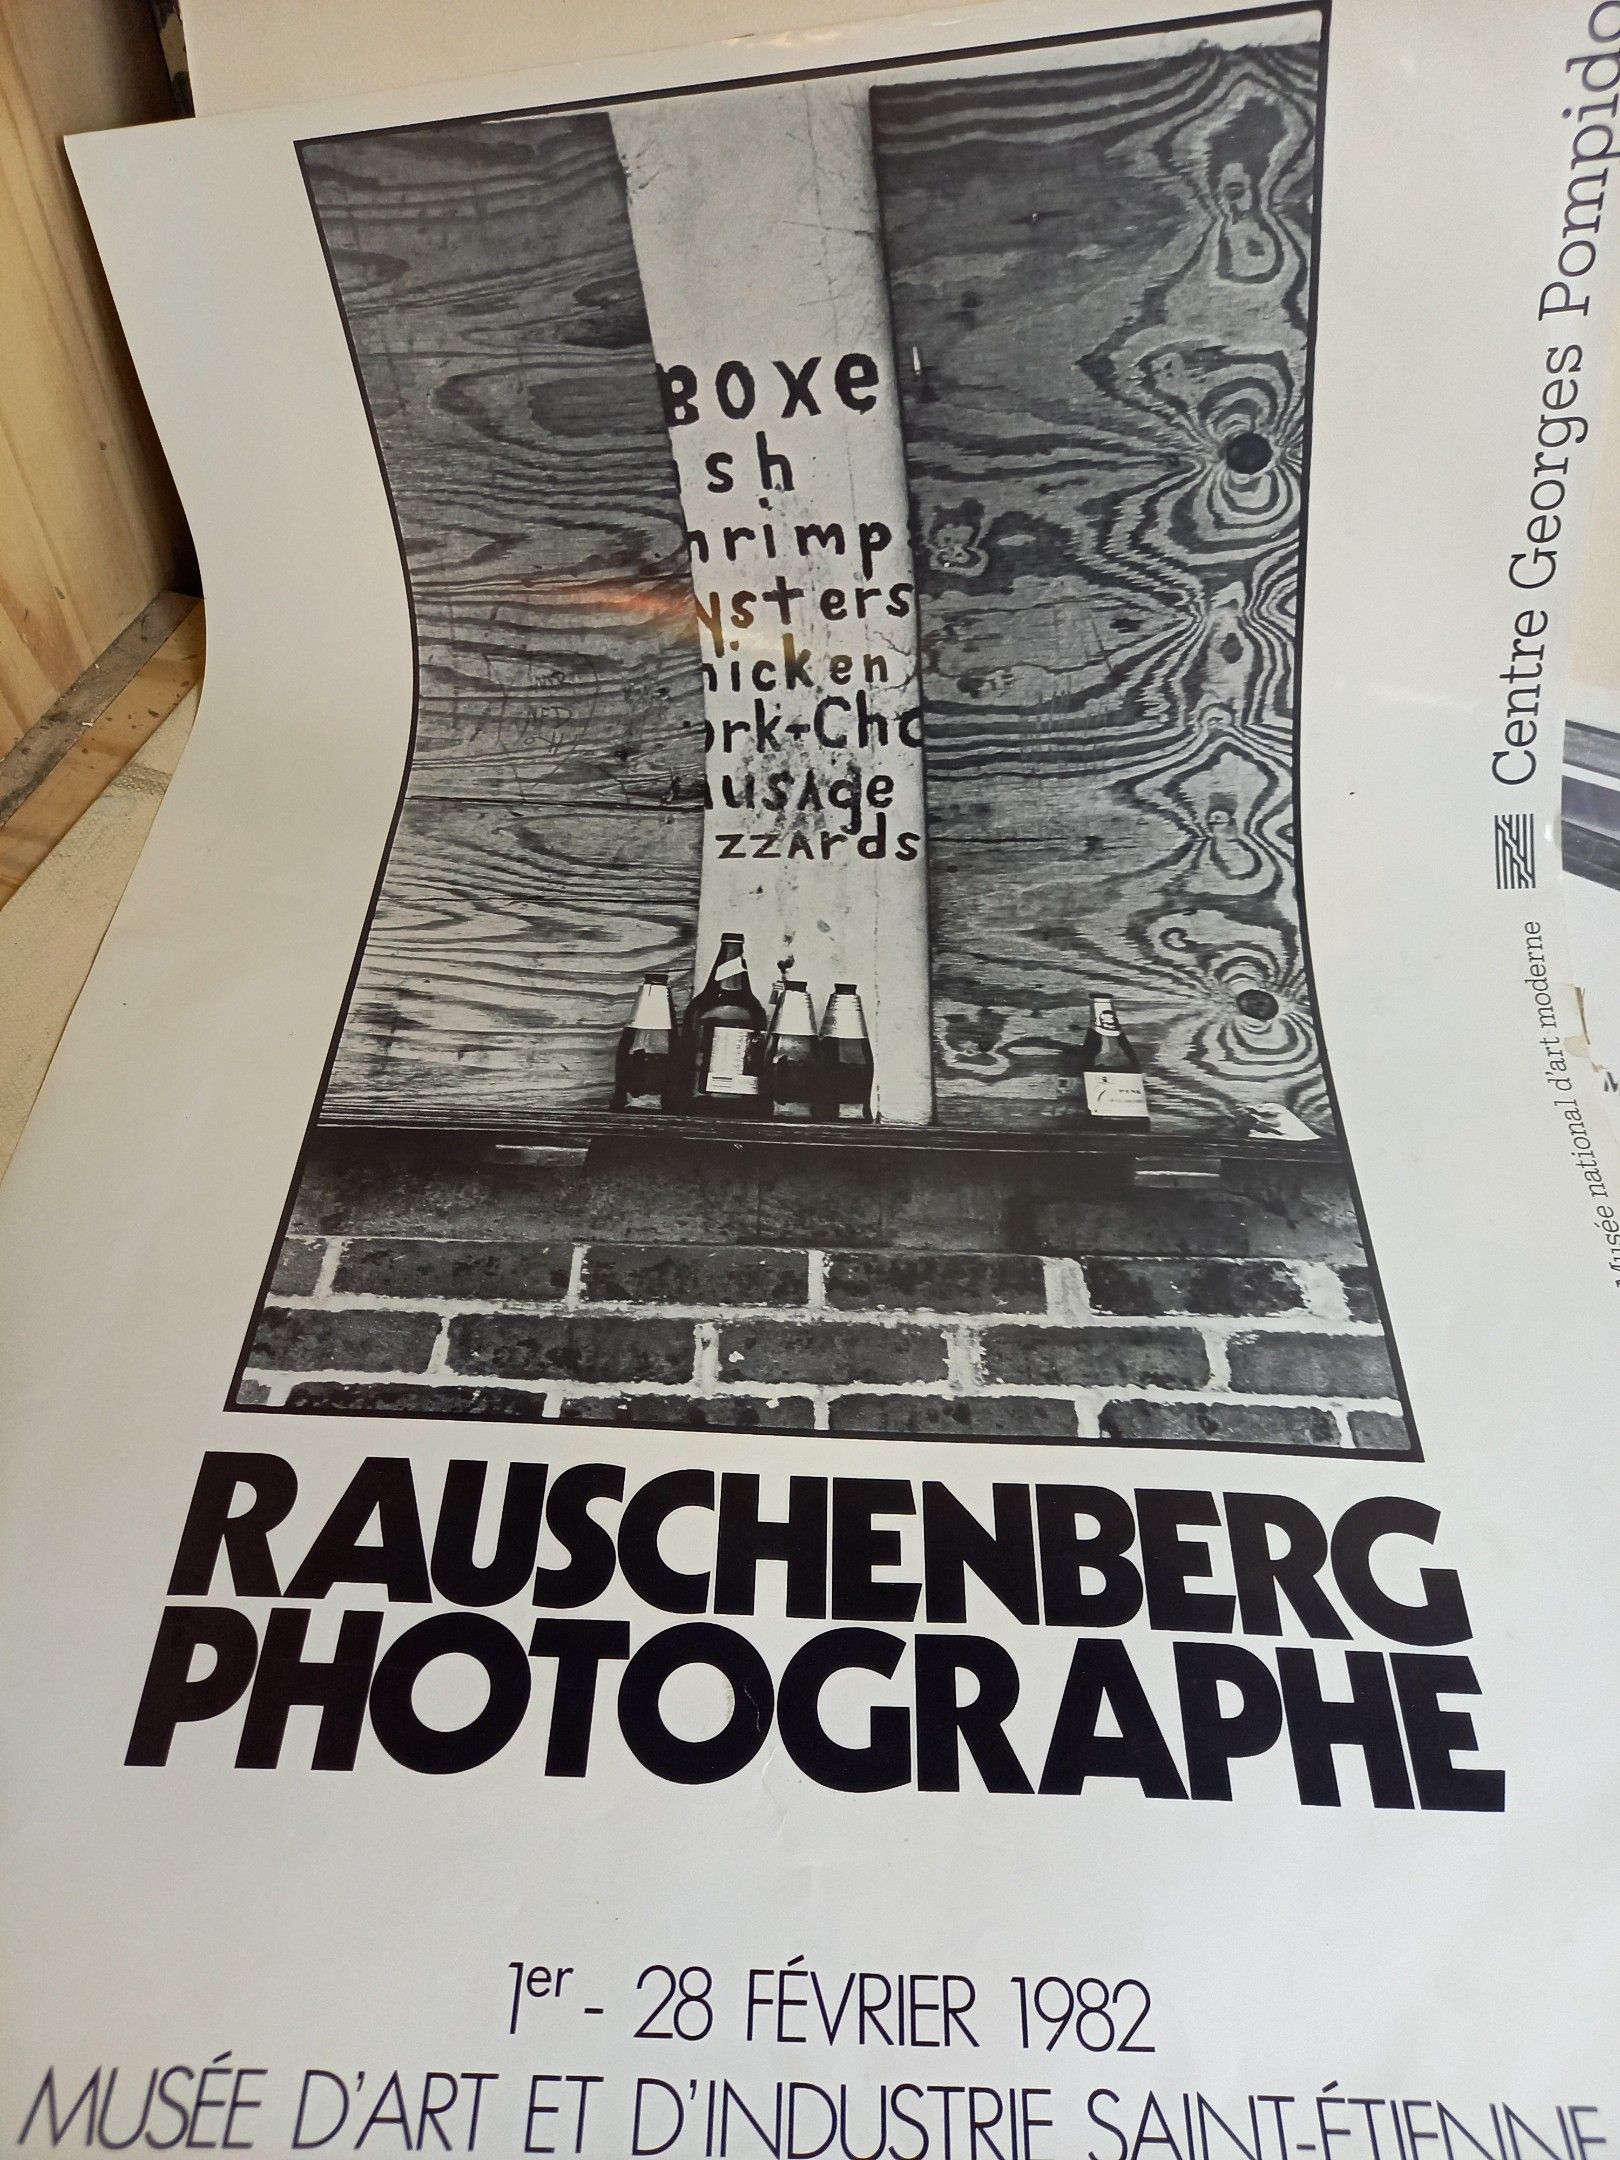 BOXE
sh
hrimp
ysters
hicken
ork-Cho
ausAge
zzArds
Centre Georges Pompido
Musée national d'art moderne
RAUSCHENBERG
PHOTOGRAPHE
1er - 28 FÉVRIER 1982
MUSÉE D'ART ET D'INDUSTRIE SAINT-ÉTIENNE